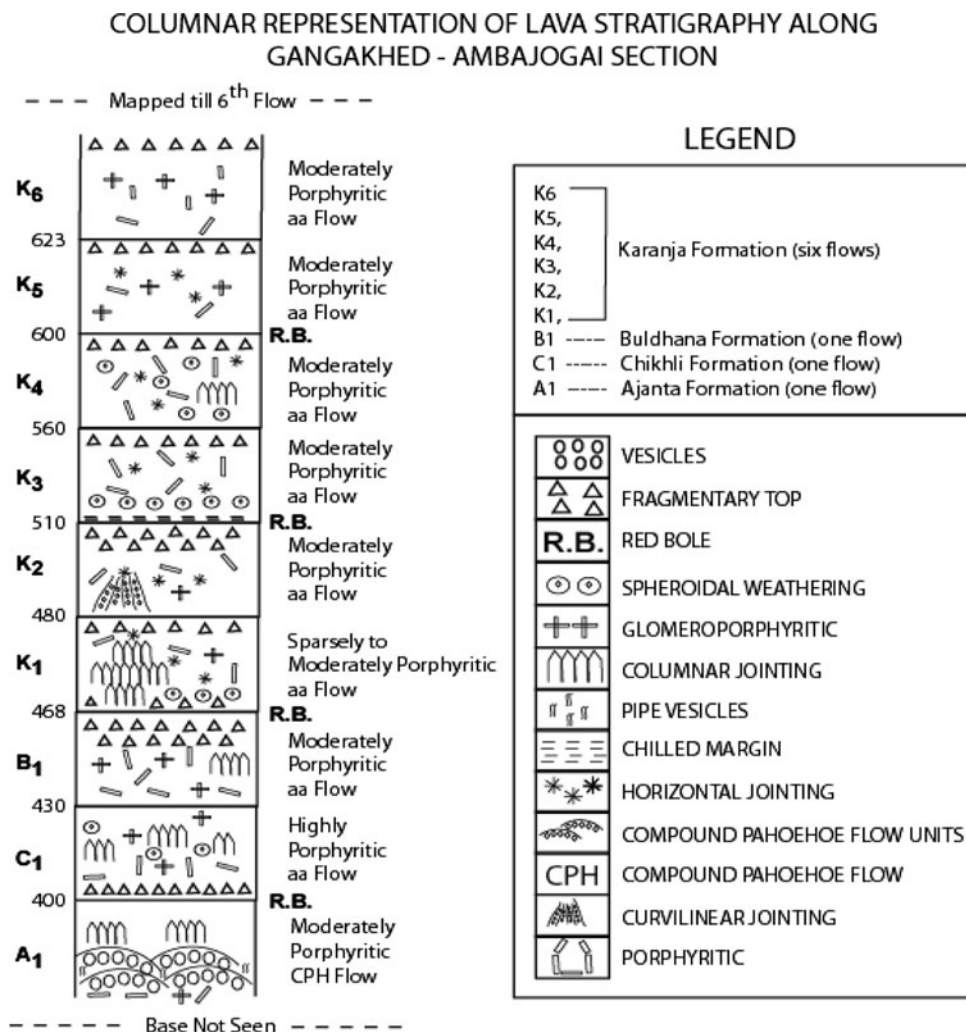 COLUMNAR REPRESENTATION OF LAVA STRATIGRAPHY ALONG
GANGAKHED - AMBAJOGAI SECTION
Mapped till 6th Flow
K6
Moderately
Porphyritic
aa Flow
623
K5
Moderately
Porphyritic
aa Flow
600
R.B.
K4
Moderately
Porphyritic
aa Flow
560
K3
Moderately
Porphyritic
aa Flow
510
R.B.
K2
Moderately
Porphyritic
aa Flow
480
K1
Sparsely to
Moderately Porphyritic
aa Flow
468
R.B.
B1
Moderately
Porphyritic
aa Flow
430
C1
Highly
Porphyritic
aa Flow
400
R.B.
A1
Moderately
Porphyritic
CPH Flow
Base Not Seen
LEGEND
K6
K5,
K4,
K3,
K2,
K1,
Karanja Formation (six flows)
B1 Buldhana Formation (one flow)
C1 Chikhli Formation (one flow)
A1 Ajanta Formation (one flow)
VESICLES
FRAGMENTARY TOP
R.B. RED BOLE
SPHEROIDAL WEATHERING
GLOMEROPORPHYRITIC
COLUMNAR JOINTING
PIPE VESICLES
CHILLED MARGIN
HORIZONTAL JOINTING
COMPOUND PAHOEHOE FLOW UNITS
CPH COMPOUND PAHOEHOE FLOW
CURVILINEAR JOINTING
PORPHYRITIC